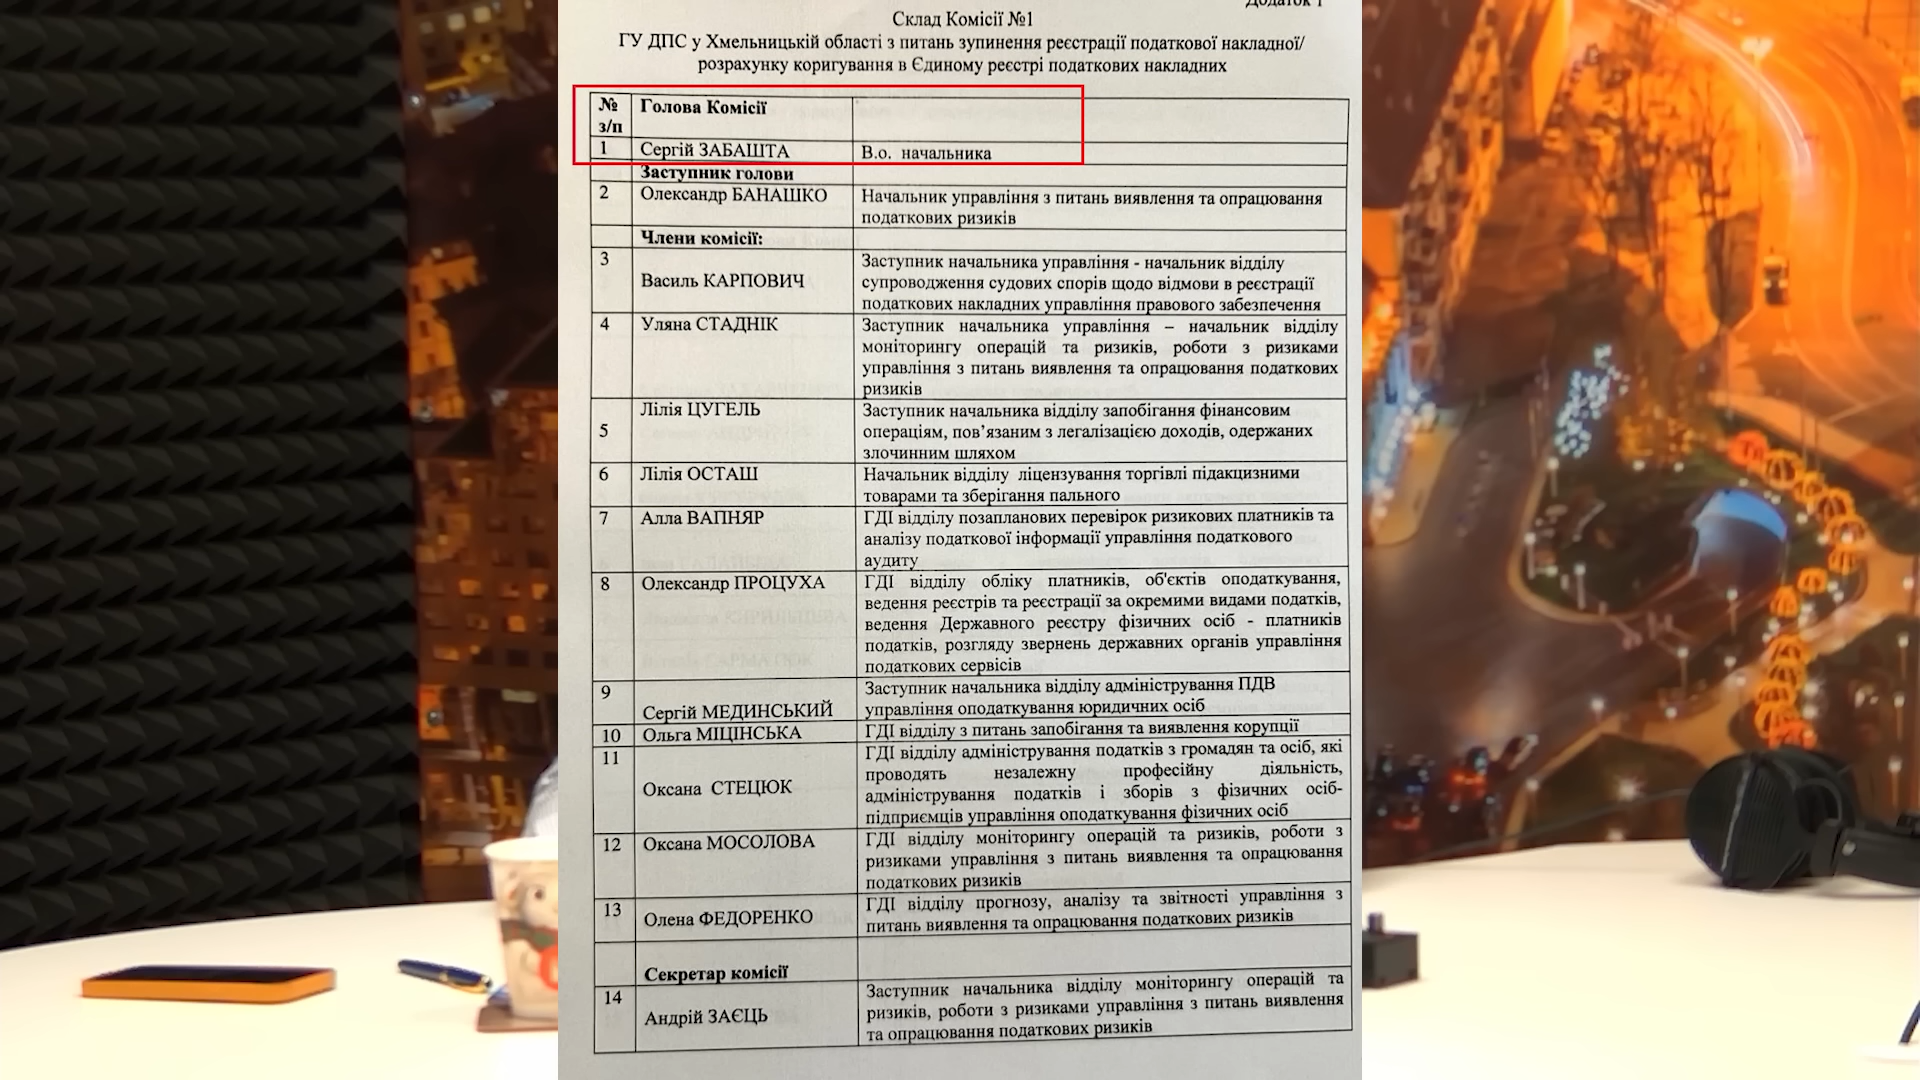 Додаток 1
Склад Комісії №1
ГУ ДПС у Хмельницькій області з питань зупинення реєстрації податкової накладної/
розрахунку коригування в Єдиному реєстрі податкових накладних
№
з/п
Голова Комісії
1
Сергій ЗАБАШТА
В.о. начальника
Заступник голови
2
Олександр БАНАШКО
Начальник управління з питань виявлення та опрацювання
податкових ризиків
Члени комісії:
3
Василь КАРПОВИЧ
Заступник начальника управління - начальник відділу
супроводження судових спорів щодо відмови в реєстрації
податкових накладних управління правового забезпечення
4
Уляна СТАДНІК
Заступник начальника управління – начальник відділу
моніторингу операцій та ризиків, роботи з ризиками
управління з питань виявлення та опрацювання податкових
ризиків
5
Лілія ЦУГЕЛЬ
Заступник начальника відділу запобігання фінансовим
операціям, пов’язаним з легалізацією доходів, одержаних
злочинним шляхом
6
Лілія ОСТАШ
Начальник відділу ліцензування торгівлі підакцизними
товарами та зберігання пального
7
Алла ВАПНЯР
ГДІ відділу позапланових перевірок ризикових платників та
аналізу податкової інформації управління податкового
аудиту
8
Олександр ПРОЦУХА
ГДІ відділу обліку платників, об'єктів оподаткування,
ведення реєстрів та реєстрації за окремими видами податків,
ведення Державного реєстру фізичних осіб - платників
податків, розгляду звернень державних органів управління
податкових сервісів
9
Сергій МЕДИНСЬКИЙ
Заступник начальника відділу адміністрування ПДВ
управління оподаткування юридичних осіб
10
Ольга МІЦІНСЬКА
ГДІ відділу з питань запобігання та виявлення корупції
11
Оксана СТЕЦЮК
ГДІ відділу адміністрування податків з громадян та осіб, які
проводять незалежну професійну діяльність,
адміністрування податків і зборів з фізичних осіб-
підприємців управління оподаткування фізичних осіб
12
Оксана МОСОЛОВА
ГДІ відділу моніторингу операцій та ризиків, роботи з
ризиками управління з питань виявлення та опрацювання
податкових ризиків
13
Олена ФЕДОРЕНКО
ГДІ відділу прогнозу, аналізу та звітності управління з
питань виявлення та опрацювання податкових ризиків
Секретар комісії
14
Андрій ЗАЄЦЬ
Заступник начальника відділу моніторингу операцій та
ризиків, роботи з ризиками управління з питань виявлення
та опрацювання податкових ризиків